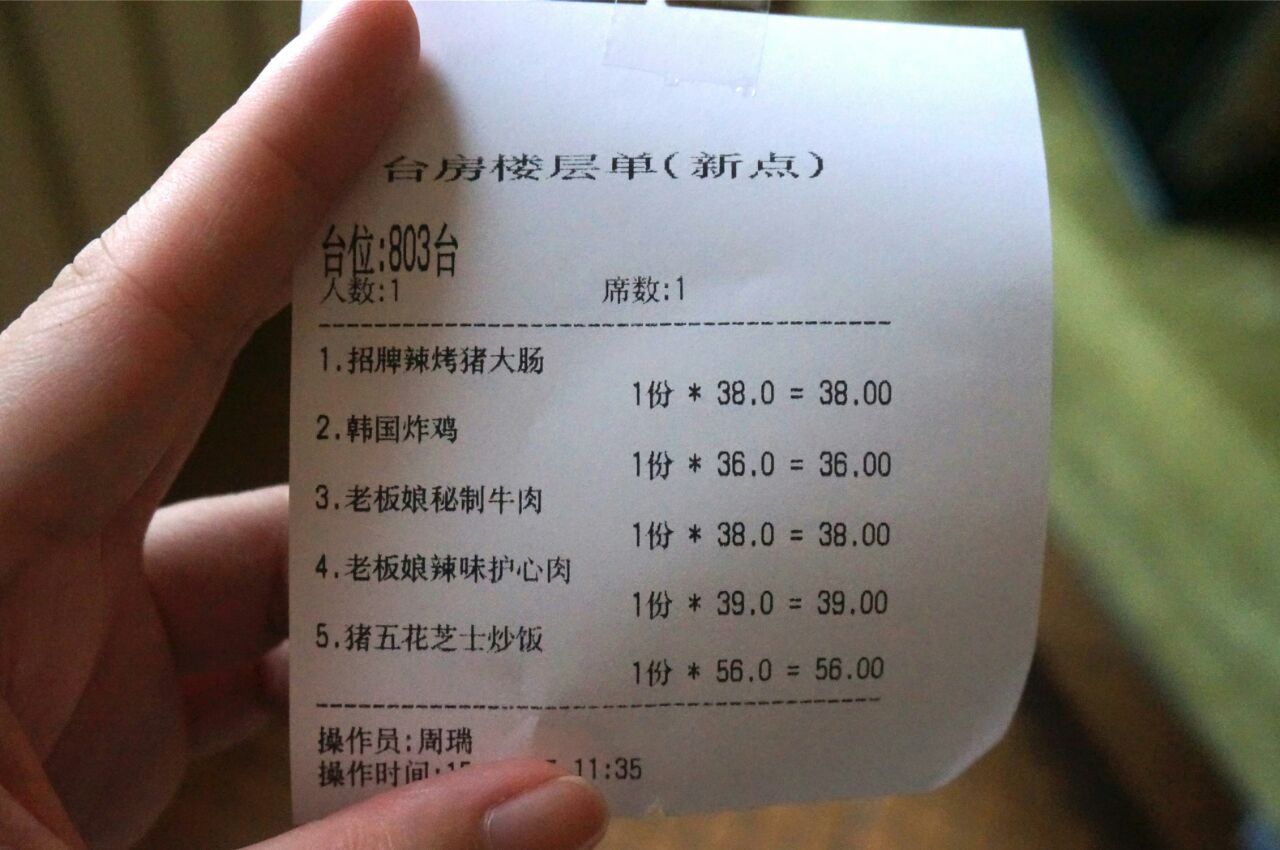 台房楼层单(新点)
台位:803台
人数:1 席数:1
1.招牌辣烤猪大肠
1份 * 38.0 = 38.00
2.韩国炸鸡
1份 * 36.0 = 36.00
3.老板娘秘制牛肉
1份 * 38.0 = 38.00
4.老板娘辣味护心肉
1份 * 39.0 = 39.00
5.猪五花芝士炒饭
1份 * 56.0 = 56.00
操作员:周瑞
操作时间: 11:35